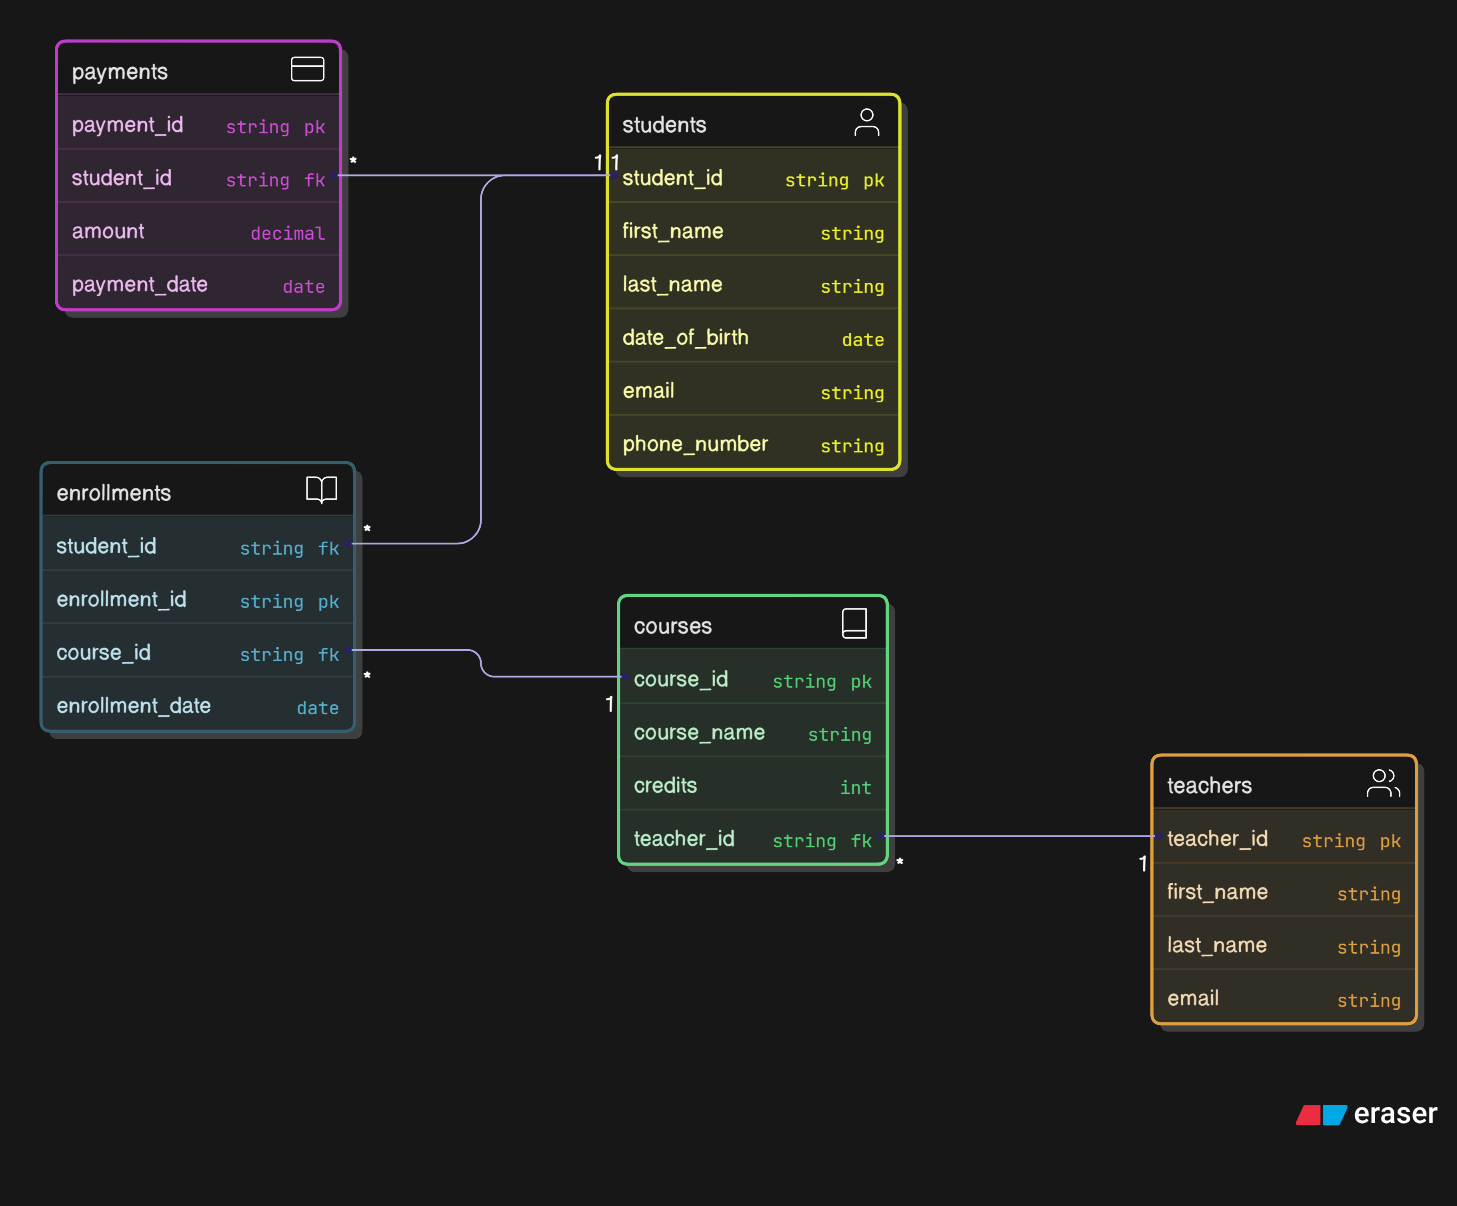 payments
payment_id string pk
student_id string fk
amount decimal
payment_date date
*
1 1
students
student_id string pk
first_name string
last_name string
date_of_birth date
email string
phone_number string
enrollments
student_id string fk
enrollment_id string pk
course_id string fk
enrollment_date date
*
*
1
courses
course_id string pk
course_name string
credits int
teacher_id string fk
*
1
teachers
teacher_id string pk
first_name string
last_name string
email string
eraser